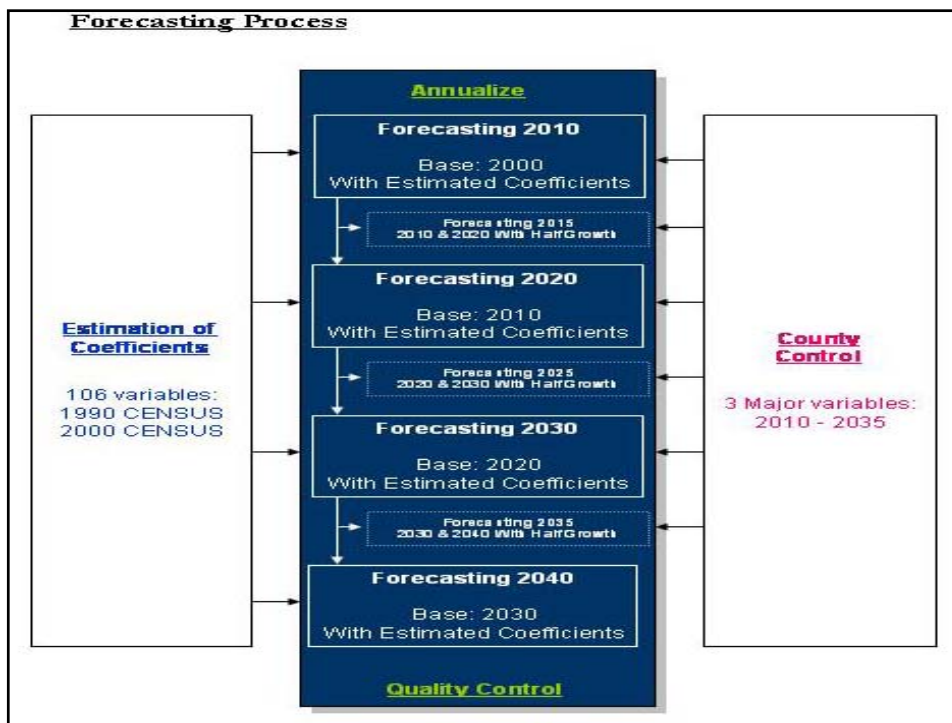 Forecasting Process
Annualize
Forecasting 2010
Base: 2000
With Estimated Coefficients
Forecasting 2015
2010 & 2020 With Half Growth
Forecasting 2020
Base: 2010
With Estimated Coefficients
Forecasting 2025
2020 & 2030 With Half Growth
Forecasting 2030
Base: 2020
With Estimated Coefficients
Forecasting 2035
2030 & 2040 With Half Growth
Forecasting 2040
Base: 2030
With Estimated Coefficients
Quality Control
Estimation of
Coefficients
106 variables:
1990 CENSUS
2000 CENSUS
County
Control
3 Major variables:
2010 - 2035